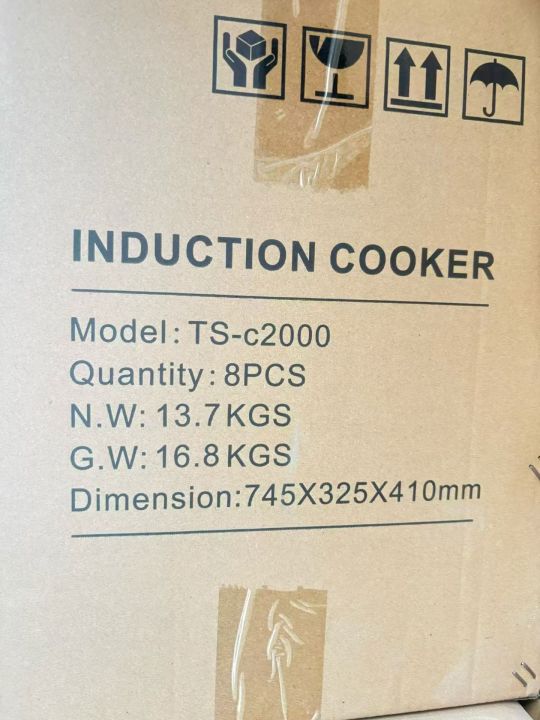 INDUCTION COOKER
Model: TS-c2000
Quantity: 8PCS
N.W: 13.7KGS
G.W: 16.8KGS
Dimension:745X325X410mm